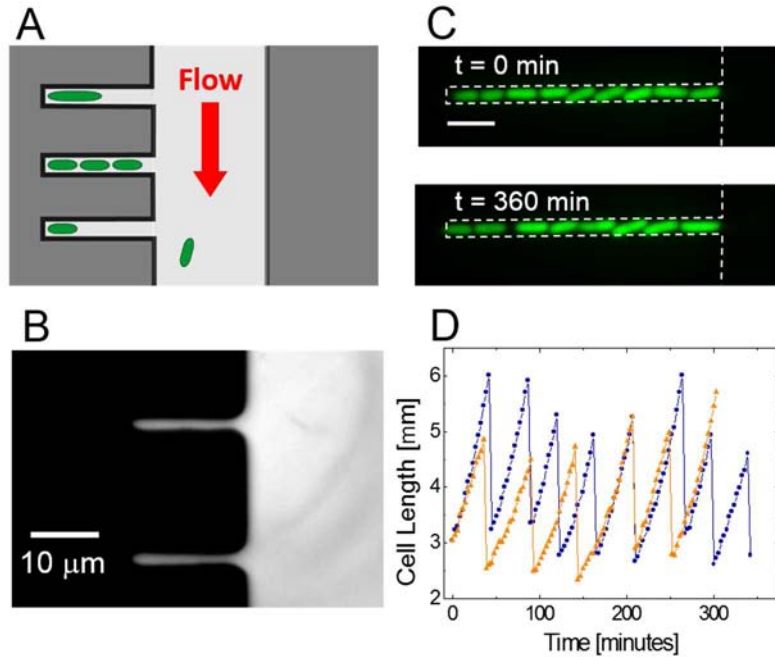 A
Flow
B
10 μm
C
t = 0 min
t = 360 min
D
6
5
4
3
2
Cell Length [mm]
0
100
200
300
Time [minutes]